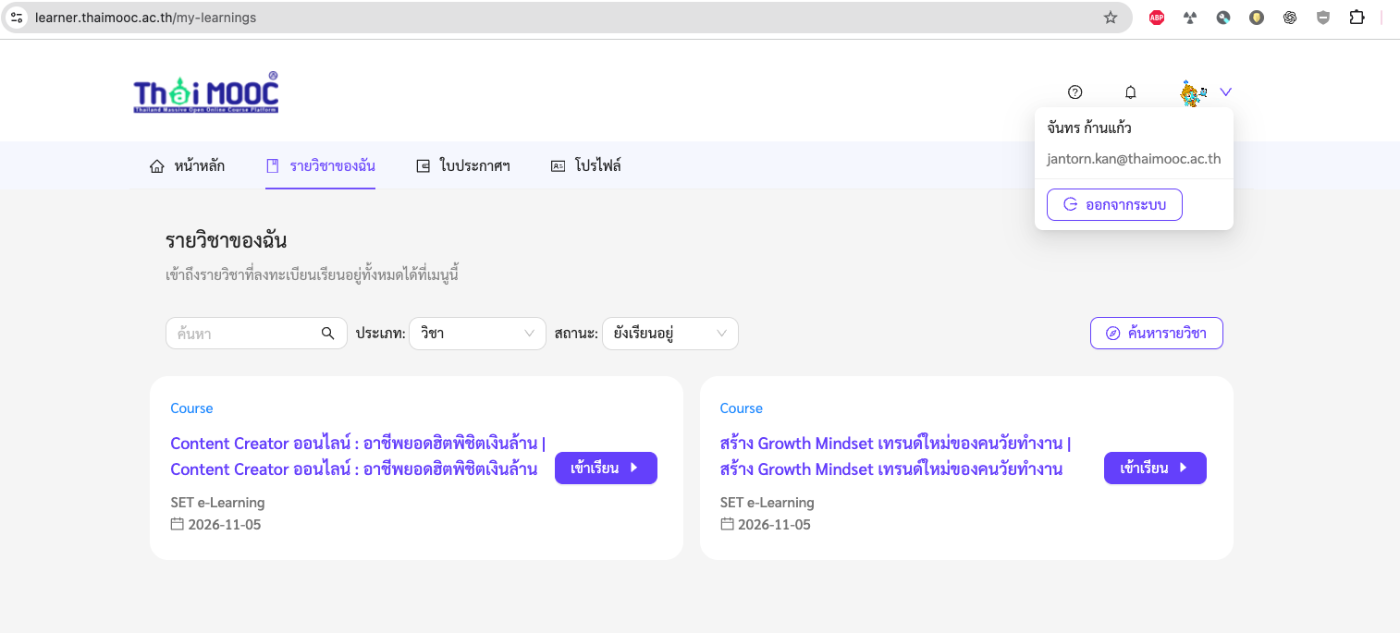 learner.thaimooc.ac.th/my-learnings
ABP
Thai MOOC®
Thailand Massive Open Online Course Platform
จันทร ก้านแก้ว
jantorn.kan@thaimooc.ac.th
ออกจากระบบ
หน้าหลัก
รายวิชาของฉัน
ใบประกาศฯ
โปรไฟล์
รายวิชาของฉัน
เข้าถึงรายวิชาที่ลงทะเบียนเรียนอยู่ทั้งหมดได้ที่เมนูนี้
ค้นหา ประเภท: วิชา สถานะ: ยังเรียนอยู่ ค้นหารายวิชา
Course
Content Creator ออนไลน์ : อาชีพยอดฮิตพิชิตเงินล้าน |
Content Creator ออนไลน์ : อาชีพยอดฮิตพิชิตเงินล้าน
เข้าเรียน
SET e-Learning
2026-11-05
Course
สร้าง Growth Mindset เทรนด์ใหม่ของคนวัยทำงาน |
สร้าง Growth Mindset เทรนด์ใหม่ของคนวัยทำงาน
เข้าเรียน
SET e-Learning
2026-11-05